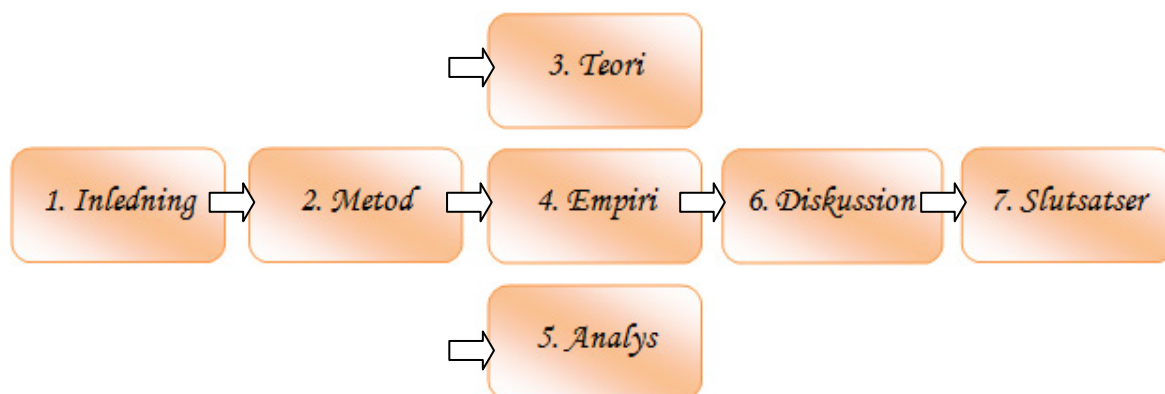 3. Teori
1. Inledning
2. Metod
4. Empiri
6. Diskussion
7. Slutsatser
5. Analys